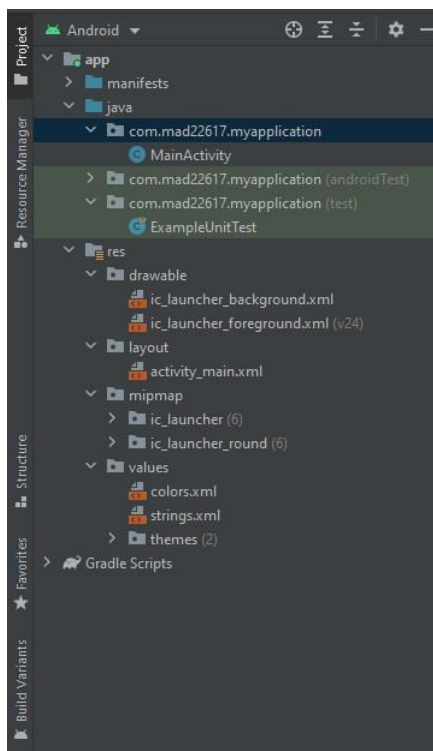 Android
app
manifests
java
com.mad22617.myapplication
MainActivity
com.mad22617.myapplication (androidTest)
com.mad22617.myapplication (test)
ExampleUnitTest
res
drawable
ic_launcher_background.xml
ic_launcher_foreground.xml (v24)
layout
activity_main.xml
mipmap
ic_launcher (6)
ic_launcher_round (6)
values
colors.xml
strings.xml
themes (2)
Gradle Scripts
Project
Resource Manager
Structure
Favorites
Build Variants